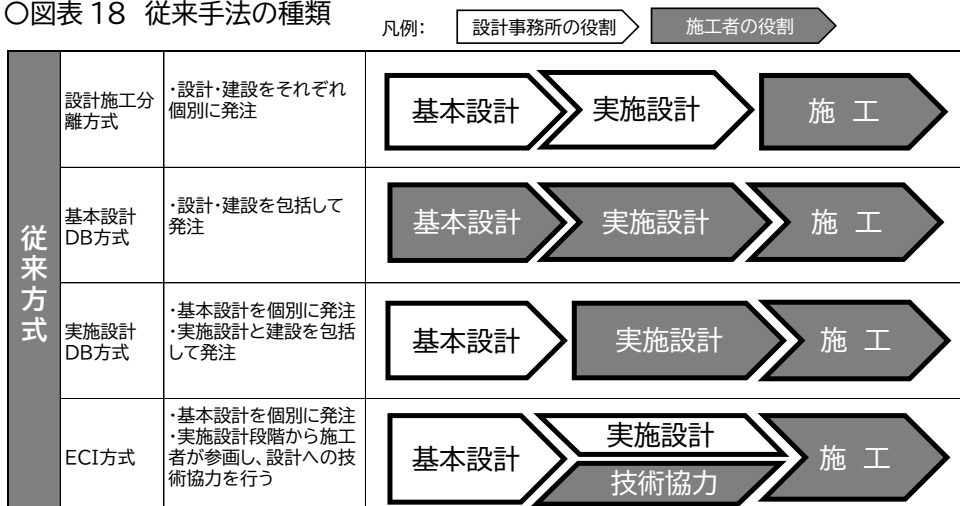 〇図表 18 従来手法の種類
凡例:
設計事務所の役割
施工者の役割
従来方式
設計施工分
離方式
・設計・建設をそれぞれ
個別に発注
基本設計
実施設計
施 工
基本設計
DB方式
・設計・建設を包括して
発注
基本設計
実施設計
施 工
実施設計
DB方式
・基本設計を個別に発注
・実施設計と建設を包括
して発注
基本設計
実施設計
施 工
ECI方式
・基本設計を個別に発注
・実施設計段階から施工
者が参画し、設計への技
術協力を行う
基本設計
実施設計
技術協力
施 工